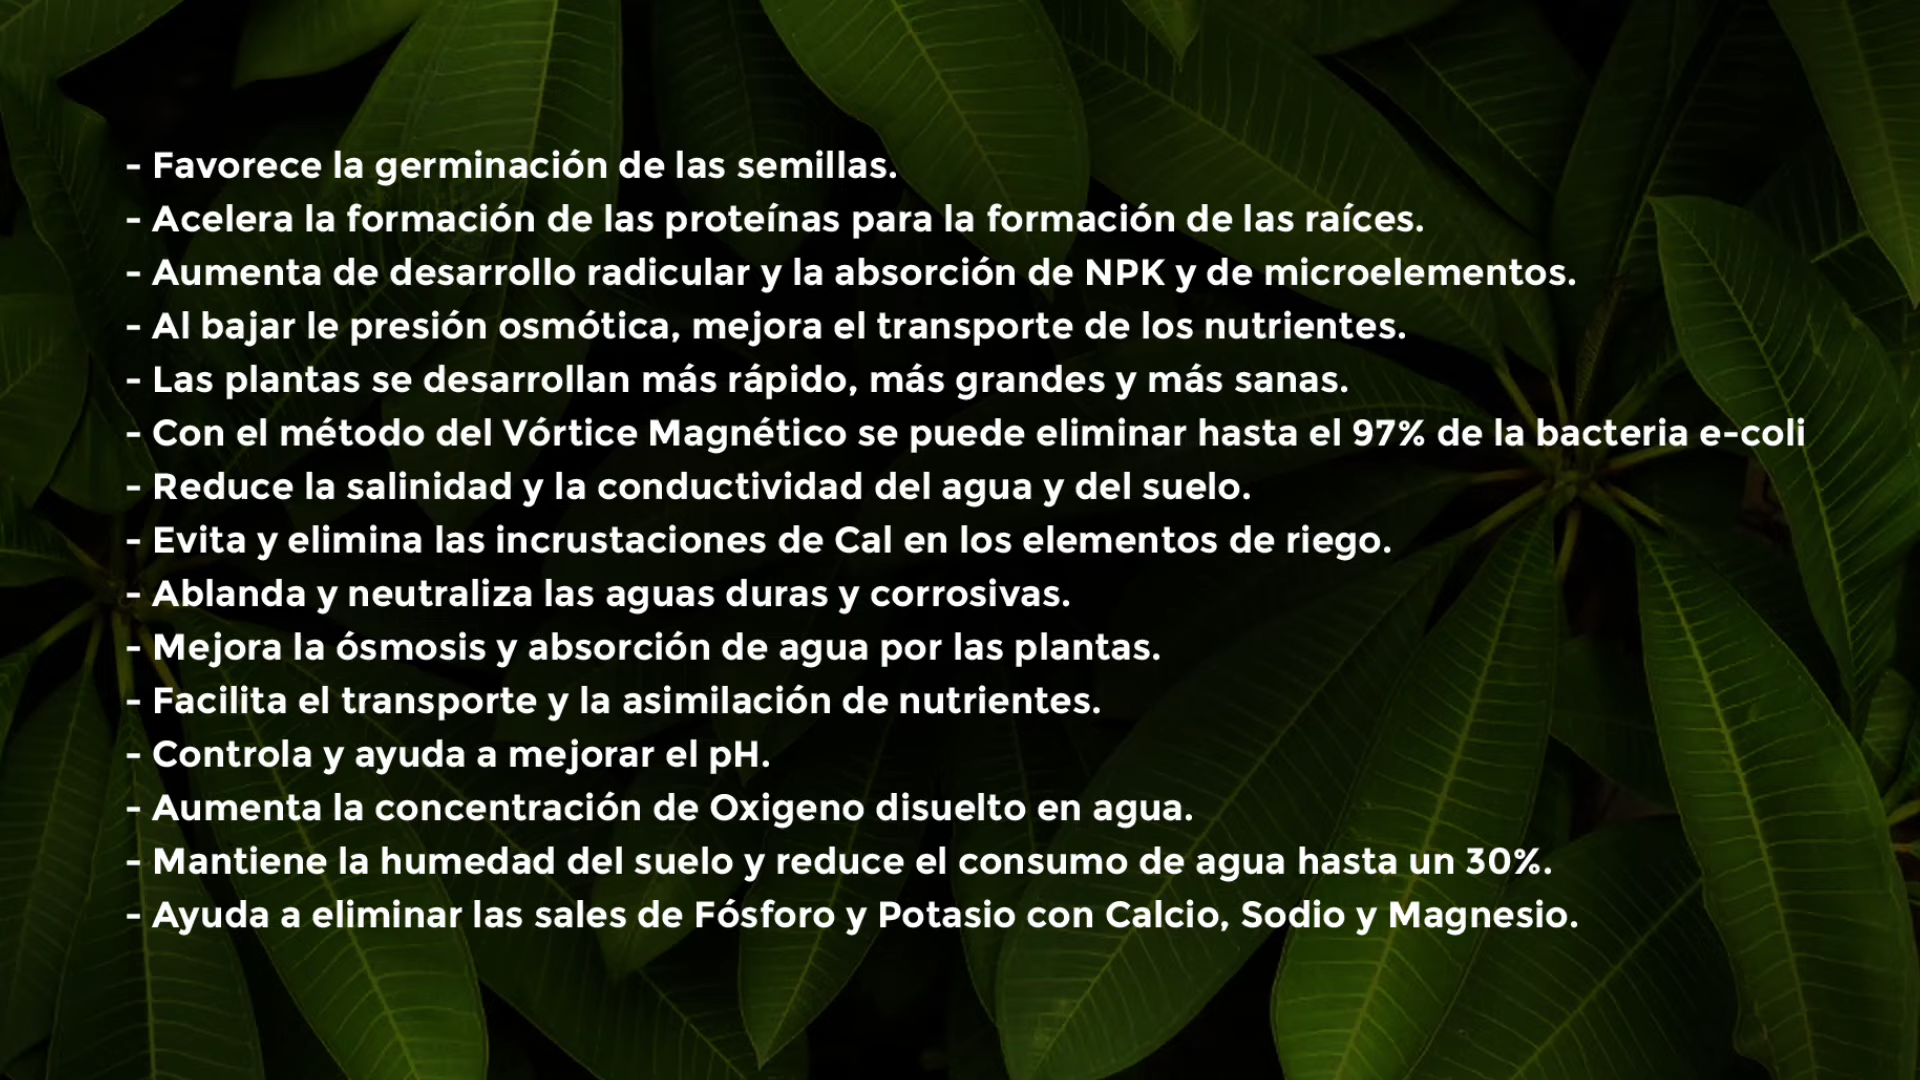 - Favorece la germinación de las semillas.
- Acelera la formación de las proteínas para la formación de las raíces.
- Aumenta de desarrollo radicular y la absorción de NPK y de microelementos.
- Al bajar le presión osmótica, mejora el transporte de los nutrientes.
- Las plantas se desarrollan más rápido, más grandes y más sanas.
- Con el método del Vórtice Magnético se puede eliminar hasta el 97% de la bacteria e-coli
- Reduce la salinidad y la conductividad del agua y del suelo.
- Evita y elimina las incrustaciones de Cal en los elementos de riego.
- Ablanda y neutraliza las aguas duras y corrosivas.
- Mejora la ósmosis y absorción de agua por las plantas.
- Facilita el transporte y la asimilación de nutrientes.
- Controla y ayuda a mejorar el pH.
- Aumenta la concentración de Oxigeno disuelto en agua.
- Mantiene la humedad del suelo y reduce el consumo de agua hasta un 30%.
- Ayuda a eliminar las sales de Fósforo y Potasio con Calcio, Sodio y Magnesio.